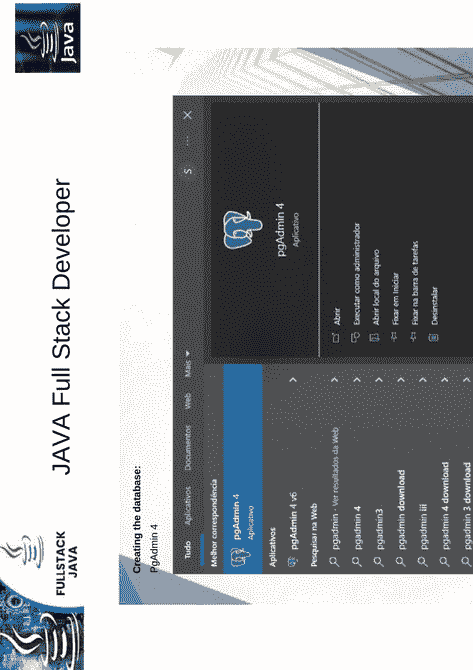 Java
JAVA Full Stack Developer
FULLSTACK
JAVA
Creating the database:
PgAdmin 4
Tudo Aplicativos Documentos Web Mais
S ...
Melhor correspondência
pgAdmin 4
Aplicativo
Aplicativos
pgAdmin 4 v6
Pesquisar na Web
pgadmin - Ver resultados da Web
pgadmin 4
pgadmin3
pgadmin download
pgadmin iii
pgadmin 4 download
pgadmin 3 download
pgAdmin 4
Aplicativo
Abrir
Executar como administrador
Abrir local do arquivo
Fixar em Iniciar
Fixar na barra de tarefas
Desinstalar